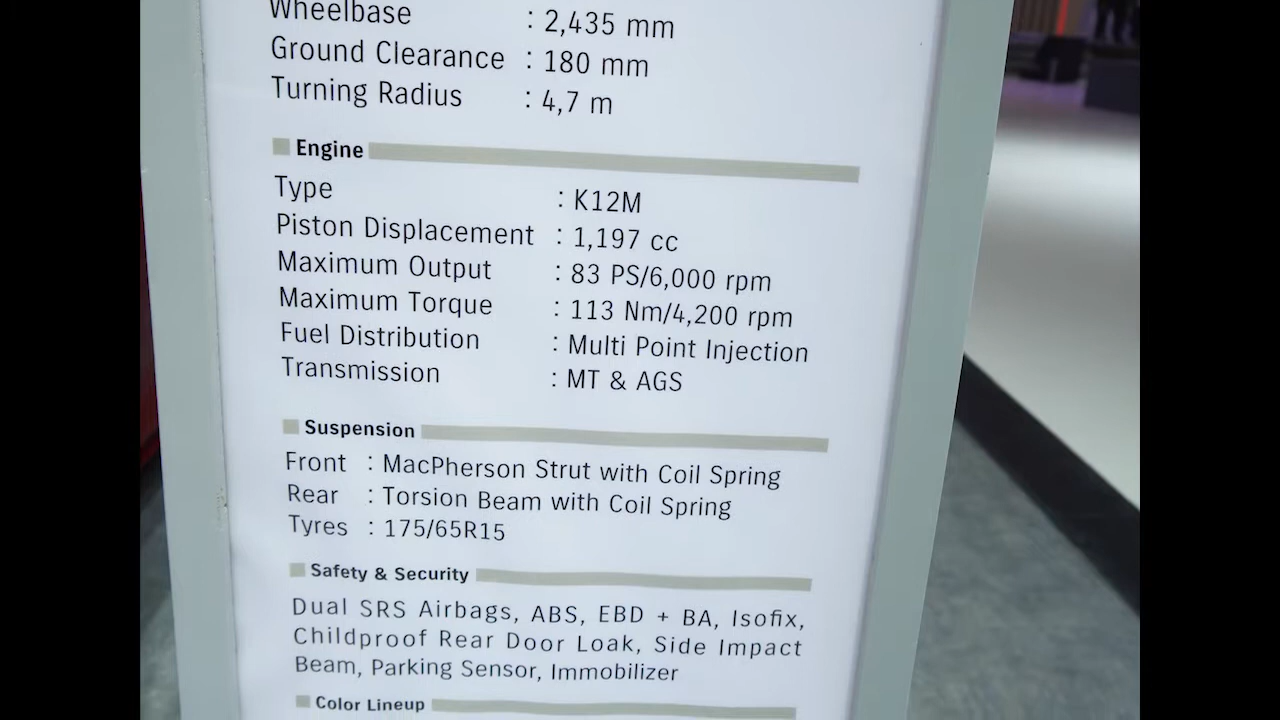 Wheelbase : 2,435 mm
Ground Clearance : 180 mm
Turning Radius : 4,7 m
Engine
Type : K12M
Piston Displacement : 1,197 cc
Maximum Output : 83 PS/6,000 rpm
Maximum Torque : 113 Nm/4,200 rpm
Fuel Distribution : Multi Point Injection
Transmission : MT & AGS
Suspension
Front : MacPherson Strut with Coil Spring
Rear : Torsion Beam with Coil Spring
Tyres : 175/65R15
Safety & Security
Dual SRS Airbags, ABS, EBD + BA, Isofix,
Childproof Rear Door Loak, Side Impact
Beam, Parking Sensor, Immobilizer
Color Lineup